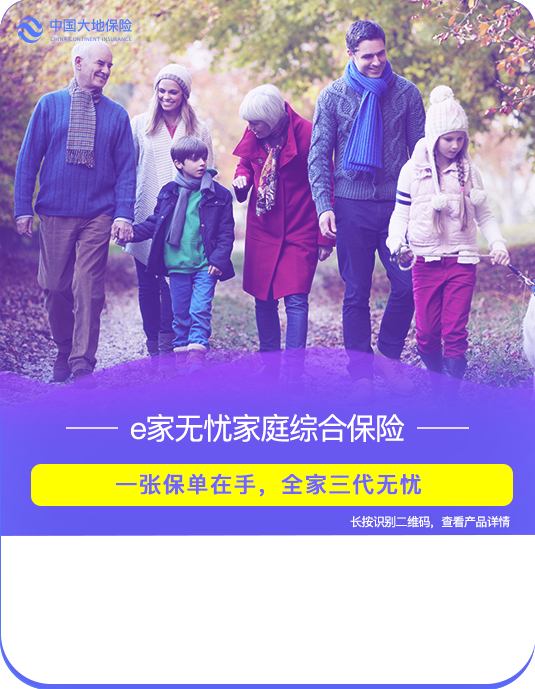 中国大地保险
CHINA CONTINENT INSURANCE
e家无忧家庭综合保险
一张保单在手，全家三代无忧
长按识别二维码，查看产品详情